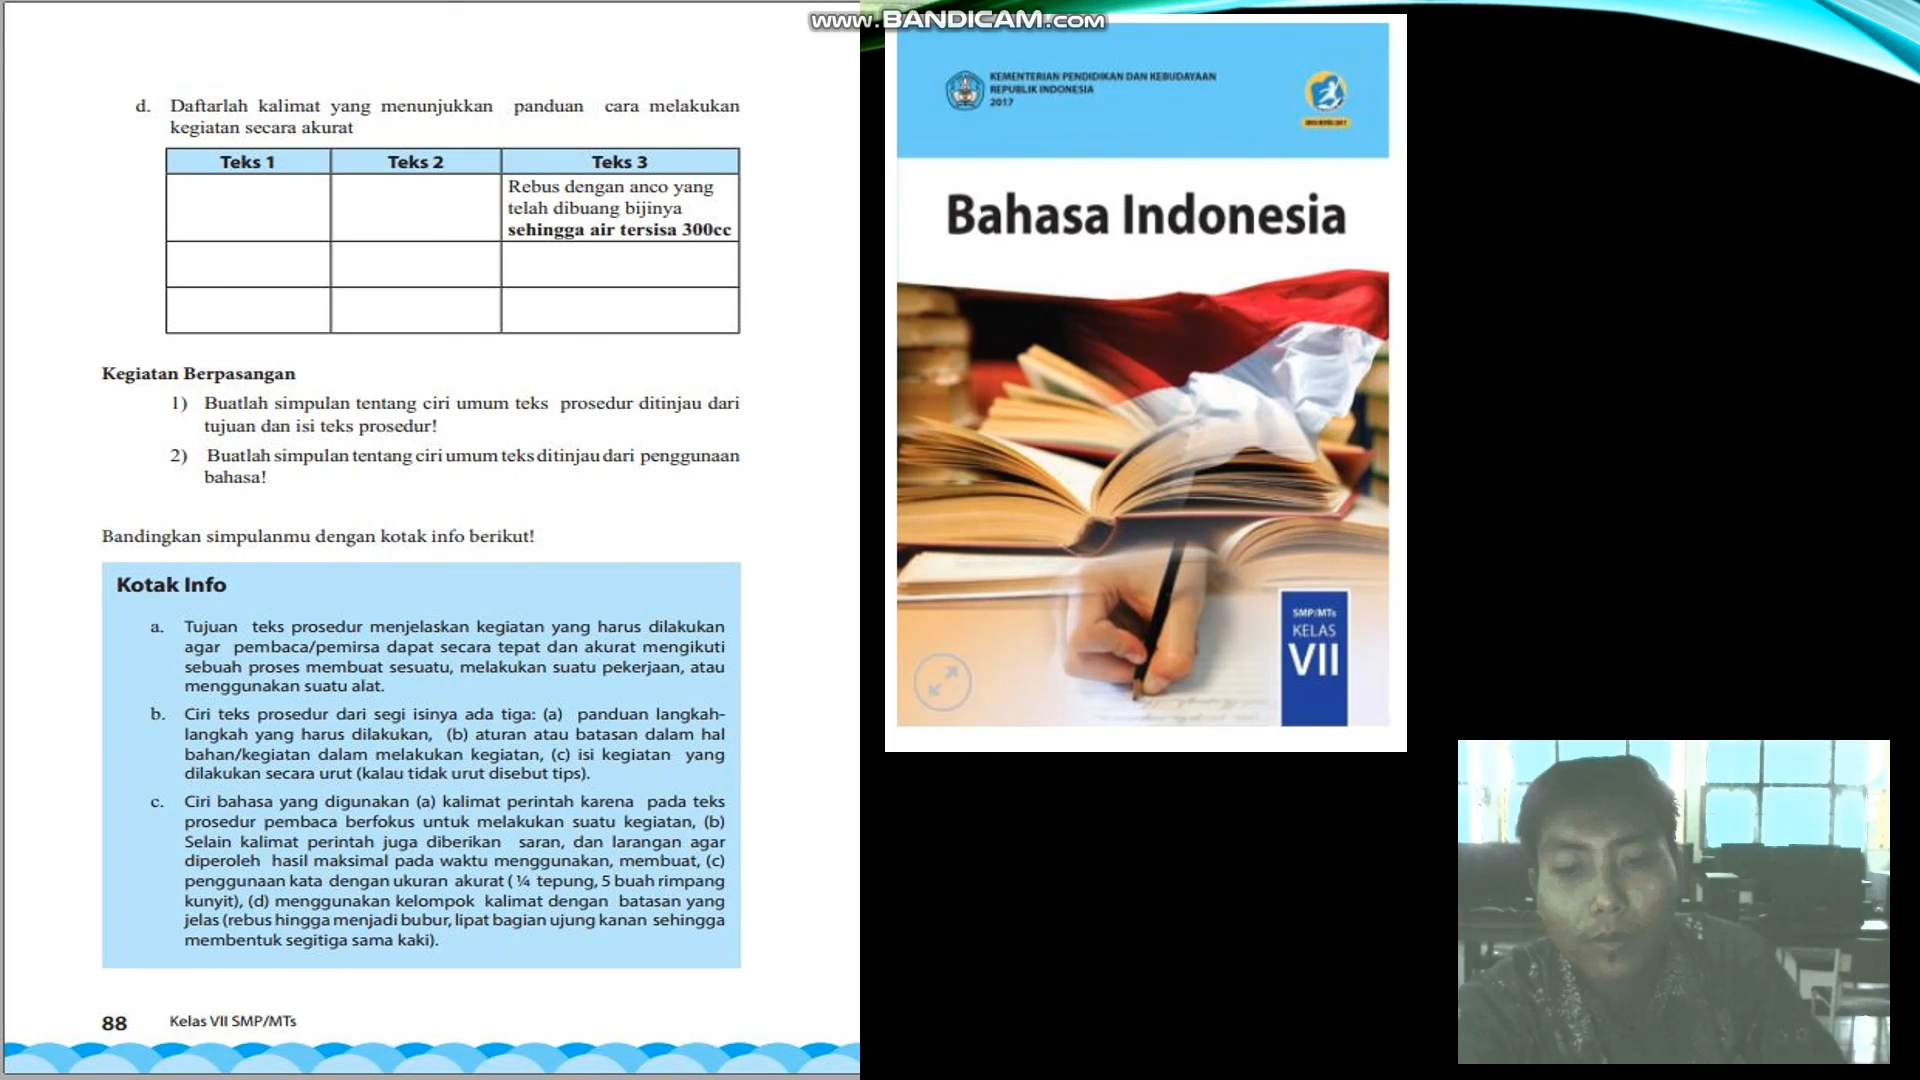 www.BANDICAM.com
d. Daftarlah kalimat yang menunjukkan panduan cara melakukan
kegiatan secara akurat
Teks 1 Teks 2 Teks 3
Rebus dengan anco yang
telah dibuang bijinya
sehingga air tersisa 300cc
Kegiatan Berpasangan
1) Buatlah simpulan tentang ciri umum teks prosedur ditinjau dari
tujuan dan isi teks prosedur!
2) Buatlah simpulan tentang ciri umum teks ditinjau dari penggunaan
bahasa!
Bandingkan simpulanmu dengan kotak info berikut!
Kotak Info
a. Tujuan teks prosedur menjelaskan kegiatan yang harus dilakukan
agar pembaca/pemirsa dapat secara tepat dan akurat mengikuti
sebuah proses membuat sesuatu, melakukan suatu pekerjaan, atau
menggunakan suatu alat.
b. Ciri teks prosedur dari segi isinya ada tiga: (a) panduan langkah-
langkah yang harus dilakukan, (b) aturan atau batasan dalam hal
bahan/kegiatan dalam melakukan kegiatan, (c) isi kegiatan yang
dilakukan secara urut (kalau tidak urut disebut tips).
c. Ciri bahasa yang digunakan (a) kalimat perintah karena pada teks
prosedur pembaca berfokus untuk melakukan suatu kegiatan, (b)
Selain kalimat perintah juga diberikan saran, dan larangan agar
diperoleh hasil maksimal pada waktu menggunakan, membuat, (c)
penggunaan kata dengan ukuran akurat ( ¼ tepung, 5 buah rimpang
kunyit), (d) menggunakan kelompok kalimat dengan batasan yang
jelas (rebus hingga menjadi bubur, lipat bagian ujung kanan sehingga
membentuk segitiga sama kaki).
88 Kelas VII SMP/MTs
KEMENTERIAN PENDIDIKAN DAN KEBUDAYAAN
REPUBLIK INDONESIA
2017
Bahasa Indonesia
SMP/MTs
KELAS
VII